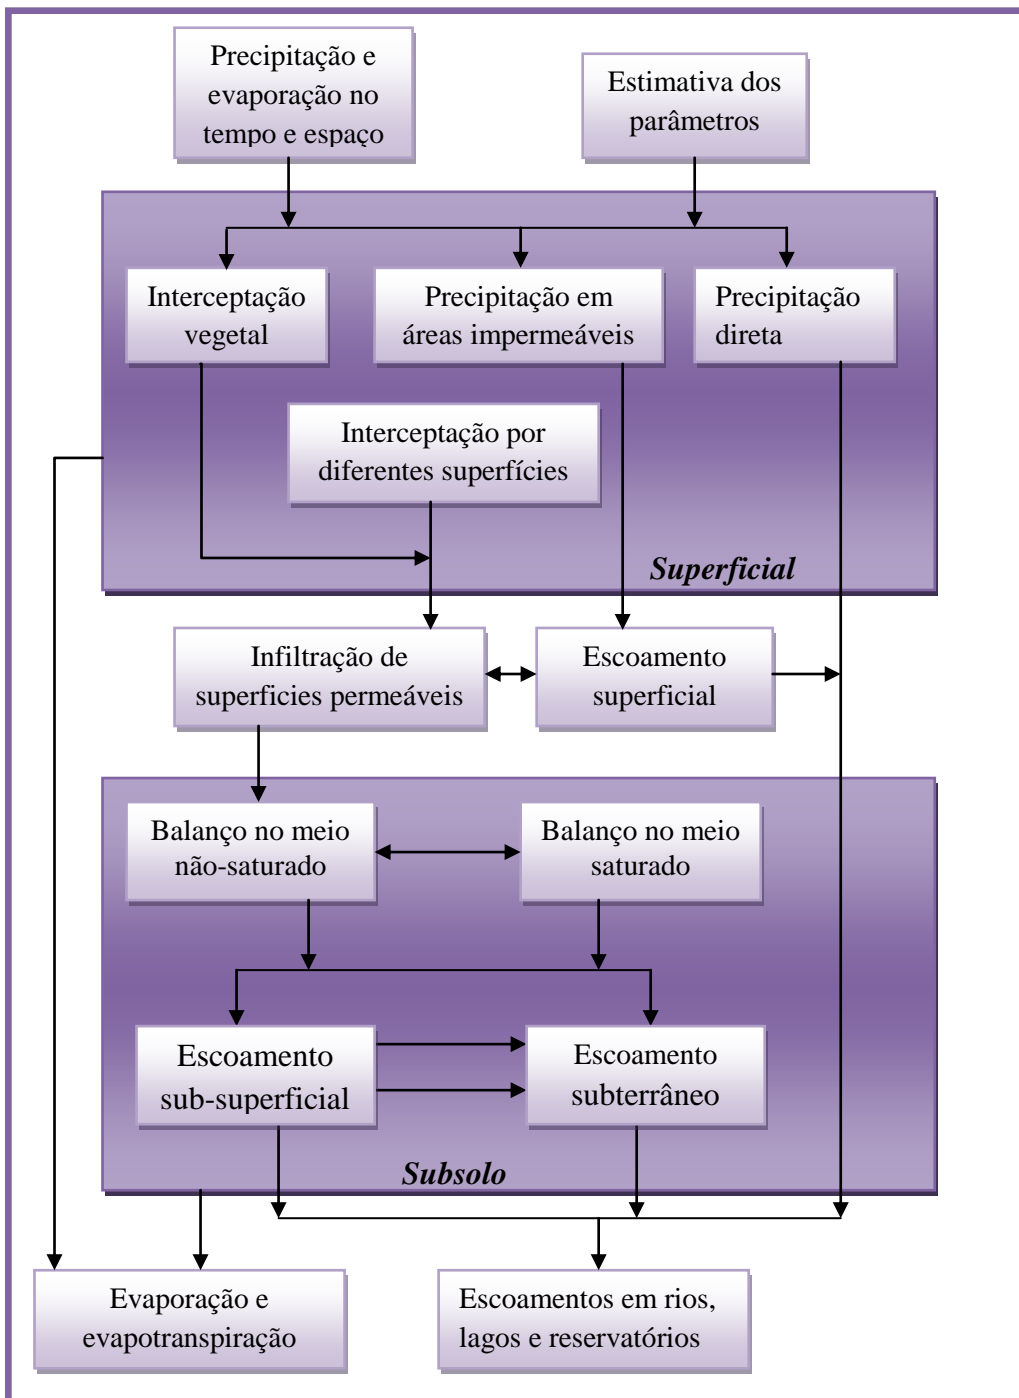 Precipitação e
evaporação no
tempo e espaço
Estimativa dos
parâmetros
Interceptação
vegetal
Precipitação em
áreas impermeáveis
Precipitação
direta
Interceptação por
diferentes superfícies
Superficial
Infiltração de
superficies permeáveis
Escoamento
superficial
Balanço no meio
não-saturado
Balanço no meio
saturado
Escoamento
sub-superficial
Escoamento
subterrâneo
Subsolo
Evaporação e
evapotranspiração
Escoamentos em rios,
lagos e reservatórios